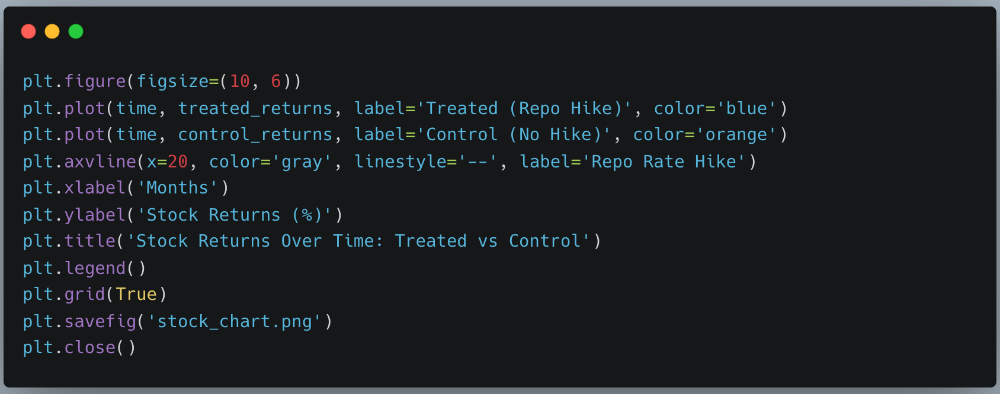 plt.figure(figsize=(10, 6))
plt.plot(time, treated_returns, label='Treated (Repo Hike)', color='blue')
plt.plot(time, control_returns, label='Control (No Hike)', color='orange')
plt.axvline(x=20, color='gray', linestyle='--', label='Repo Rate Hike')
plt.xlabel('Months')
plt.ylabel('Stock Returns (%)')
plt.title('Stock Returns Over Time: Treated vs Control')
plt.legend()
plt.grid(True)
plt.savefig('stock_chart.png')
plt.close()